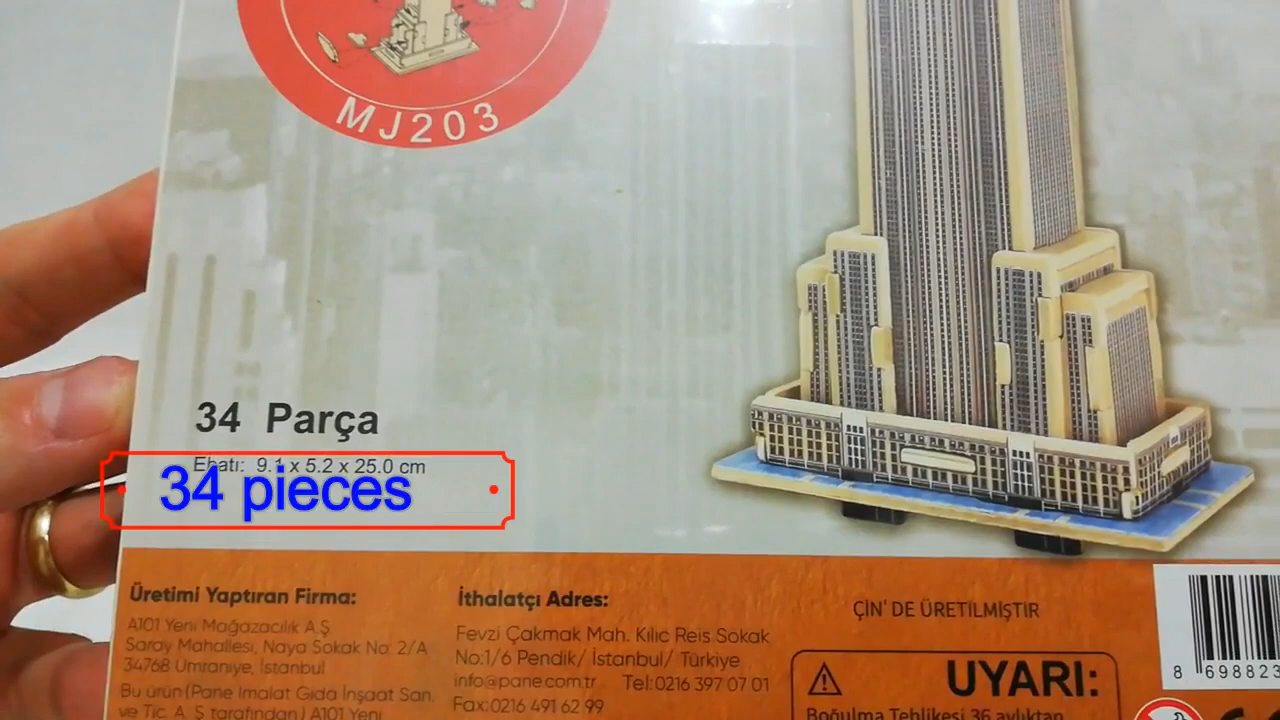 MJ203
34 Parça
Ebatı: 9.1 x 5.2 x 25.0 cm
34 pieces
Üretimi Yaptıran Firma:
A101 Yeni Mağazacılık A.Ş.
Saray Mahallesi, Naya Sokak No: 2/A
34768 Ümraniye, İstanbul
Bu ürün (Pane İmalat Gıda İnşaat San.
ve Tic. A. Ş tarafından) A101 Yeni
İthalatçı Adres:
Fevzi Çakmak Mah. Kılıc Reis Sokak
No:1/6 Pendik/ İstanbul/ Türkiye
info@pane.com.tr Tel:0216 397 07 01
Fax:0216 491 62 99
ÇİN' DE ÜRETİLMİŞTİR
UYARI:
Boğulma Tehlikesi 36 aylıktan
8 698823